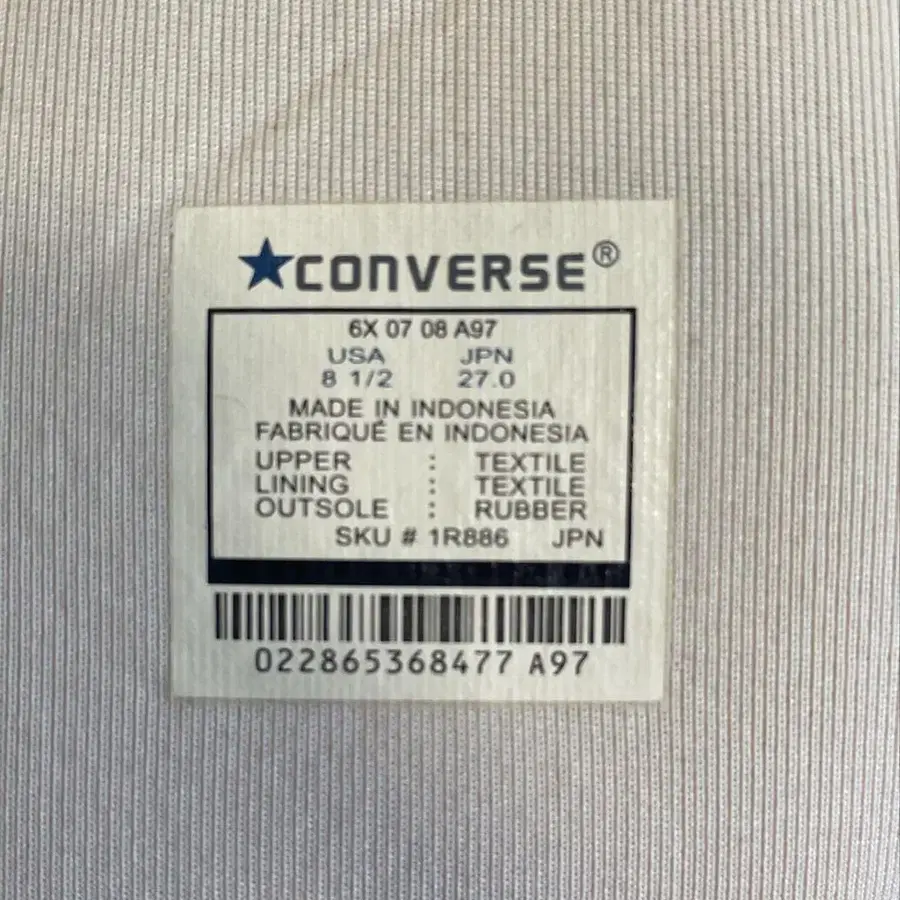 ★CONVERSE®
6X 07 08 A97
USA JPN
8 1/2 27.0
MADE IN INDONESIA
FABRIQUÉ EN INDONESIA
UPPER : TEXTILE
LINING : TEXTILE
OUTSOLE : RUBBER
SKU # 1R886 JPN
022865368477 A97